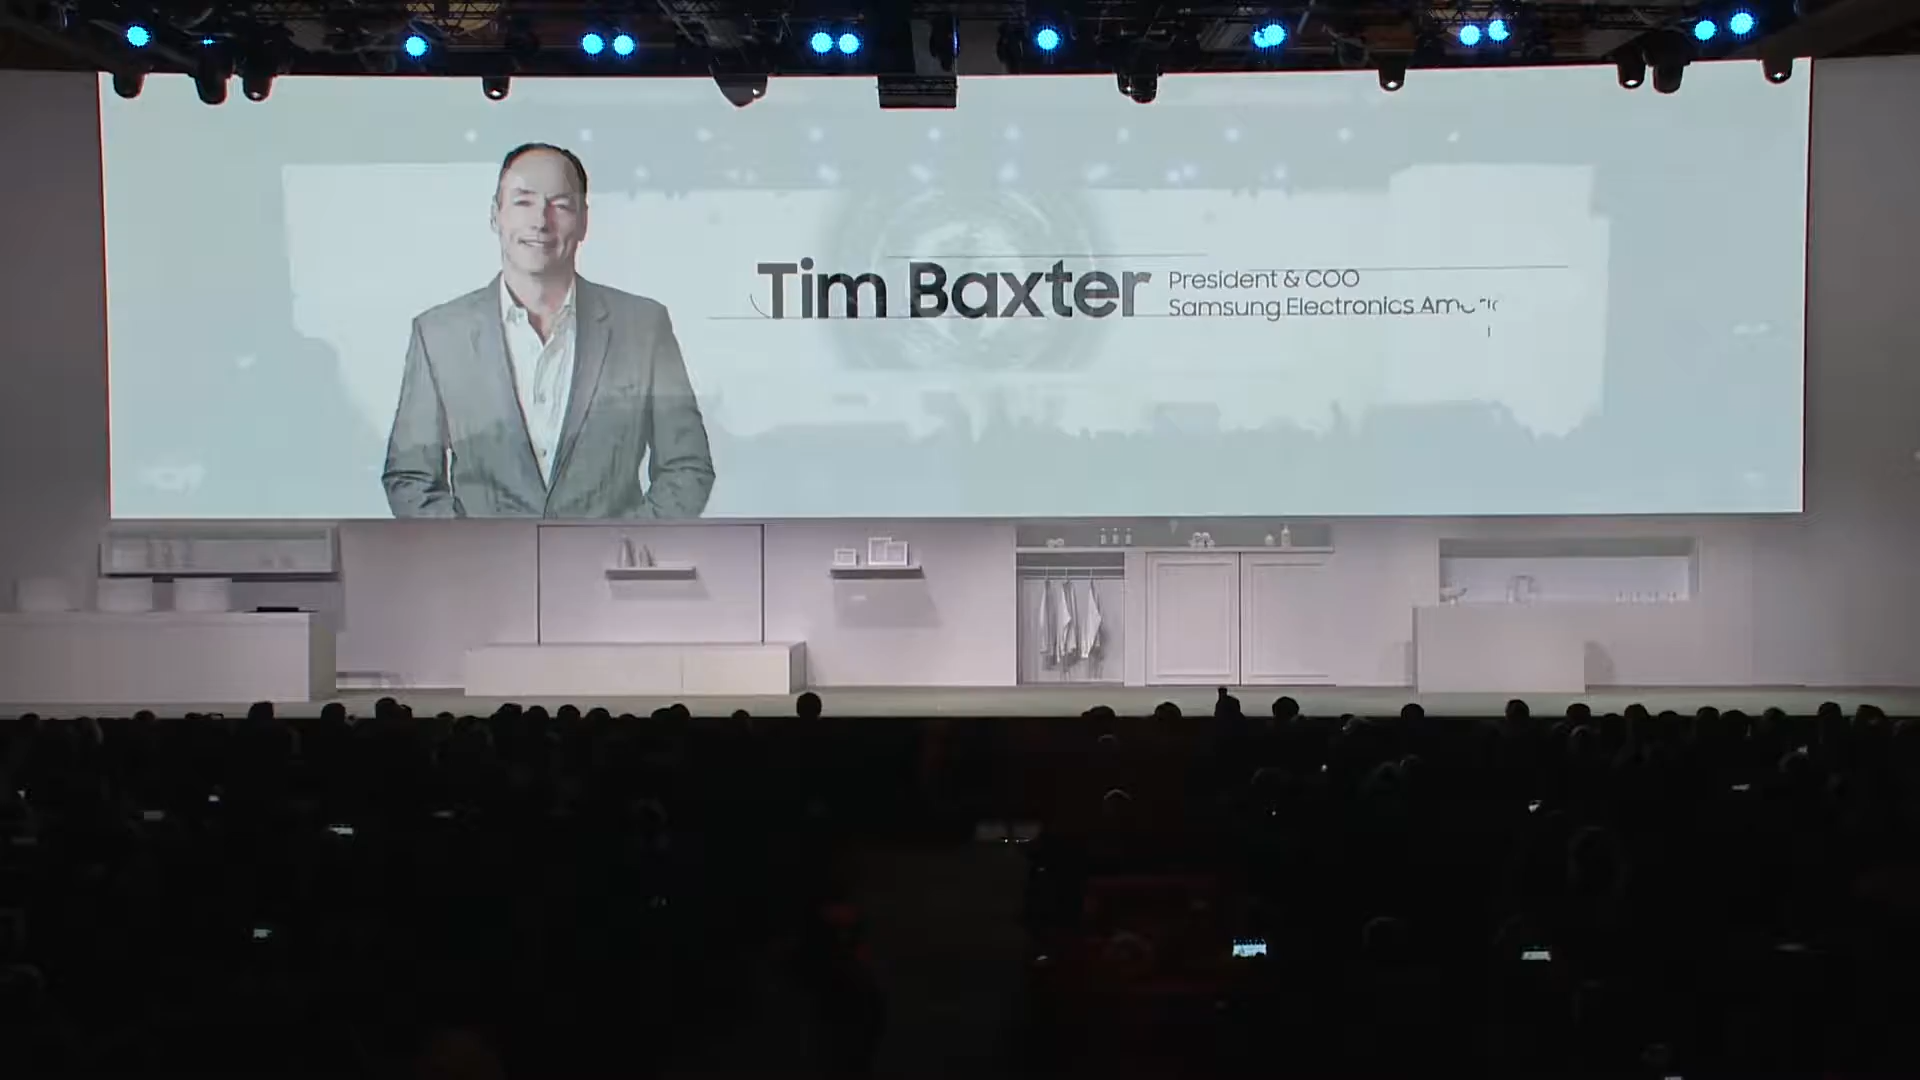 Tim Baxter
President & COO
Samsung Electronics